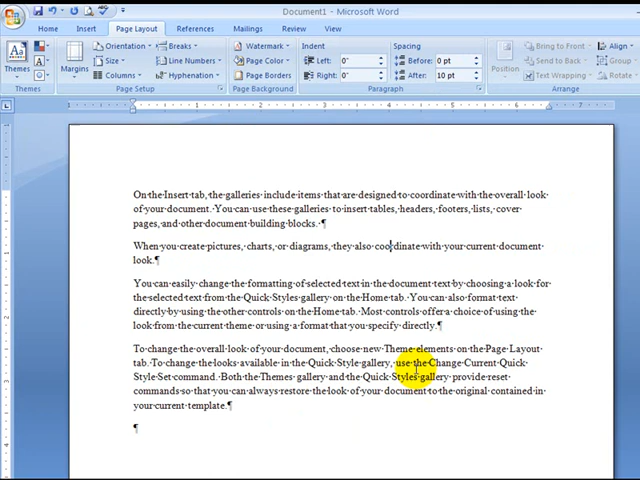 Document1 - Microsoft Word
Home Insert Page Layout References Mailings Review View
Orientation Breaks Watermark Indent Spacing Bring to Front Align
Themes Margins Size Line Numbers Page Color Left: 0" Before: 0 pt Position Send to Back Group
Columns Hyphenation Page Borders Right: 0" After: 10 pt Text Wrapping Rotate
Themes Page Setup Page Background Paragraph Arrange
1 2 3 4 5 6 7
On the Insert tab, the galleries include items that are designed to coordinate with the overall look
of your document. You can use these galleries to insert tables, headers, footers, lists, cover
pages, and other document building blocks. ¶
When you create pictures, charts, or diagrams, they also coordinate with your current document
look. ¶
You can easily change the formatting of selected text in the document text by choosing a look for
the selected text from the Quick Styles gallery on the Home tab. You can also format text
directly by using the other controls on the Home tab. Most controls offer a choice of using the
look from the current theme or using a format that you specify directly. ¶
To change the overall look of your document, choose new Theme elements on the Page Layout
tab. To change the looks available in the Quick Style gallery, use the Change Current Quick
Style Set command. Both the Themes gallery and the Quick Styles gallery provide reset
commands so that you can always restore the look of your document to the original contained in
your current template. ¶
¶